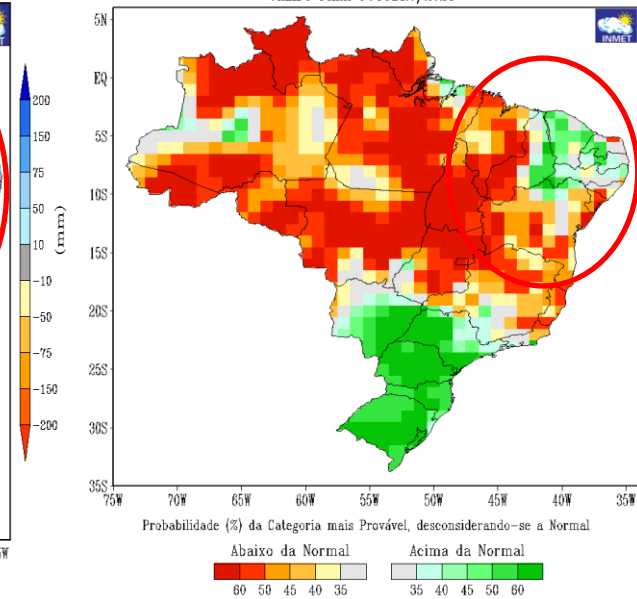 INMET
200
150
75
50
10
-10
-50
-75
-150
-200
(mm)
5N
EQ
5S
10S
15S
20S
25S
30S
35S
75W 70W 65W 60W 55W 50W 45W 40W 35W
Probabilidade (%) da Categoria mais Provável, desconsiderando-se a Normal
Abaixo da Normal Acima da Normal
60 50 45 40 35 35 40 45 50 60